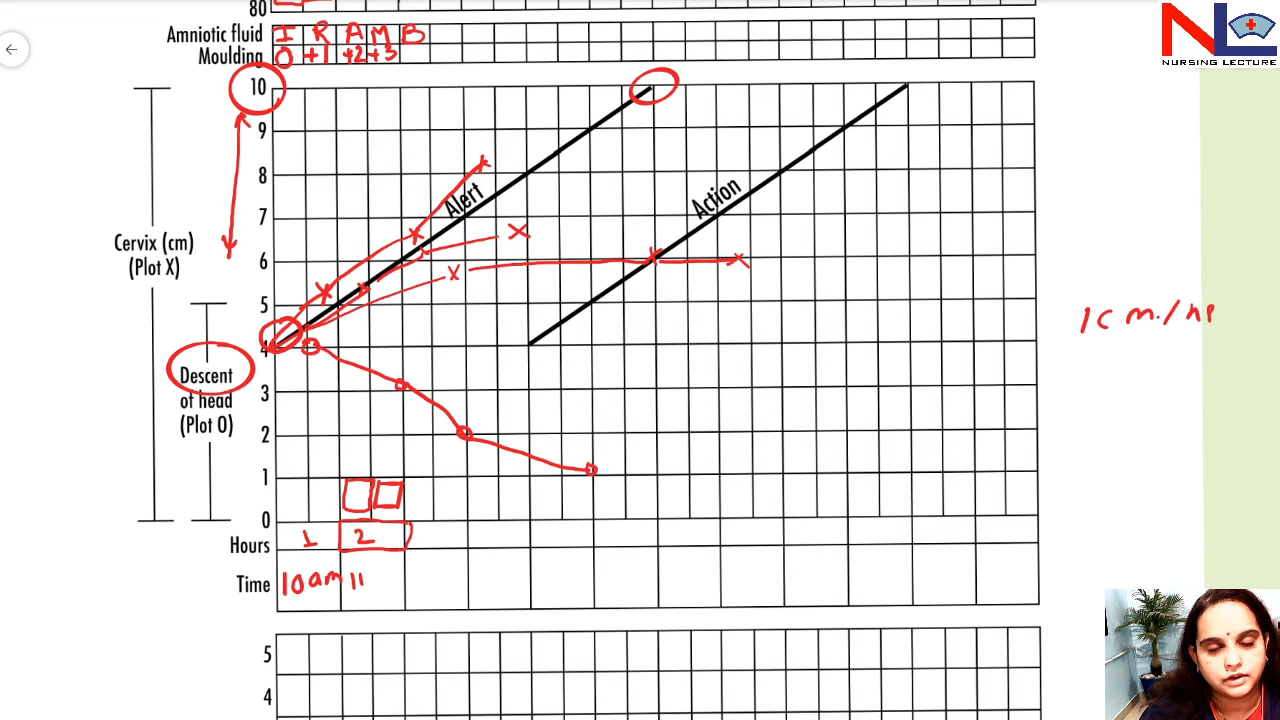 80
Amniotic fluid I R A M B
Moulding 0 +1 +2 +3
NL
NURSING LECTURE
10
9
8
7
Cervix (cm)
(Plot X)
6
5
4
Descent
of head
(Plot O)
3
2
1
0
Alert
Action
1cm./hr
Hours 1 2
Time 10am 11
5
4